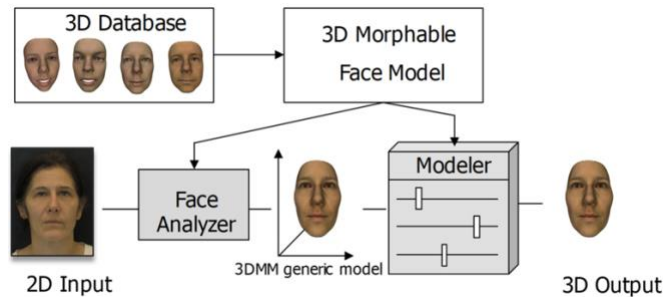 3D Database
3D Morphable
Face Model
Face
Analyzer
3DMM generic model
Modeler
2D Input
3D Output